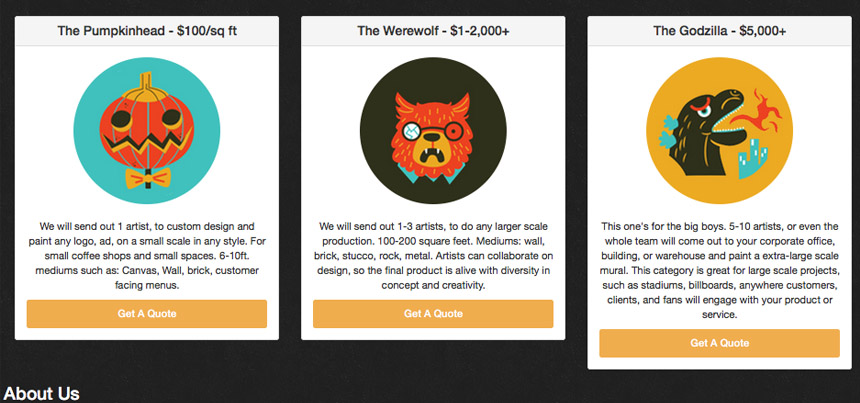 The Pumpkinhead - $100/sq ft
We will send out 1 artist, to custom design and
paint any logo, ad, on a small scale in any style. For
small coffee shops and small spaces. 6-10ft.
mediums such as: Canvas, Wall, brick, customer
facing menus.
Get A Quote
The Werewolf - $1-2,000+
We will send out 1-3 artists, to do any larger scale
production. 100-200 square feet. Mediums: wall,
brick, stucco, rock, metal. Artists can collaborate on
design, so the final product is alive with diversity in
concept and creativity.
Get A Quote
The Godzilla - $5,000+
This one's for the big boys. 5-10 artists, or even the
whole team will come out to your corporate office,
building, or warehouse and paint a extra-large scale
mural. This category is great for large scale projects,
such as stadiums, billboards, anywhere customers,
clients, and fans will engage with your product or
service.
Get A Quote
About Us